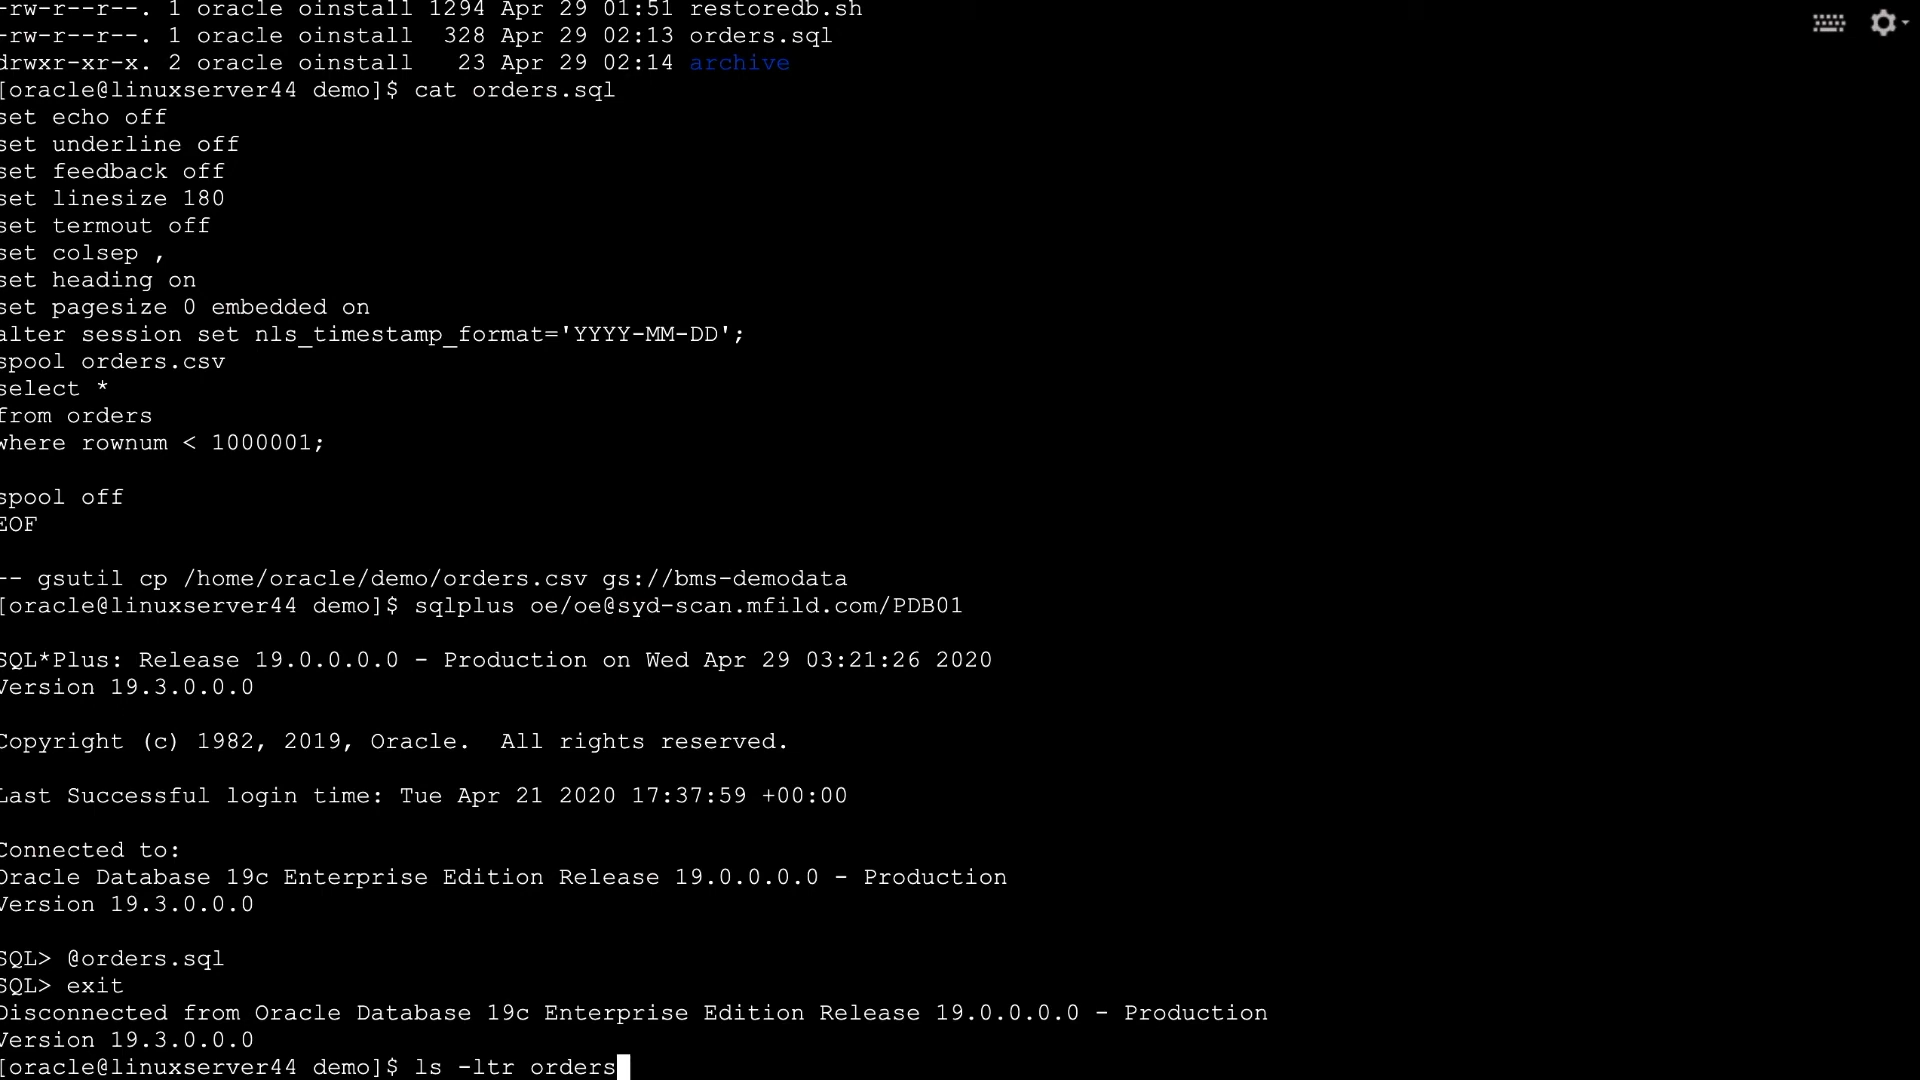 -rw-r--r--. 1 oracle oinstall 1294 Apr 29 01:51 restoredb.sh
-rw-r--r--. 1 oracle oinstall  328 Apr 29 02:13 orders.sql
drwxr-xr-x. 2 oracle oinstall   23 Apr 29 02:14 archive
[oracle@linuxserver44 demo]$ cat orders.sql
set echo off
set underline off
set feedback off
set linesize 180
set termout off
set colsep ,
set heading on
set pagesize 0 embedded on
alter session set nls_timestamp_format='YYYY-MM-DD';
spool orders.csv
select *
from orders
where rownum < 1000001;
spool off
EOF
-- gsutil cp /home/oracle/demo/orders.csv gs://bms-demodata
[oracle@linuxserver44 demo]$ sqlplus oe/oe@syd-scan.mfild.com/PDB01
SQL*Plus: Release 19.0.0.0.0 - Production on Wed Apr 29 03:21:26 2020
Version 19.3.0.0.0
Copyright (c) 1982, 2019, Oracle.  All rights reserved.
Last Successful login time: Tue Apr 21 2020 17:37:59 +00:00
Connected to:
Oracle Database 19c Enterprise Edition Release 19.0.0.0.0 - Production
Version 19.3.0.0.0
SQL> @orders.sql
SQL> exit
Disconnected from Oracle Database 19c Enterprise Edition Release 19.0.0.0.0 - Production
Version 19.3.0.0.0
[oracle@linuxserver44 demo]$ ls -ltr orders